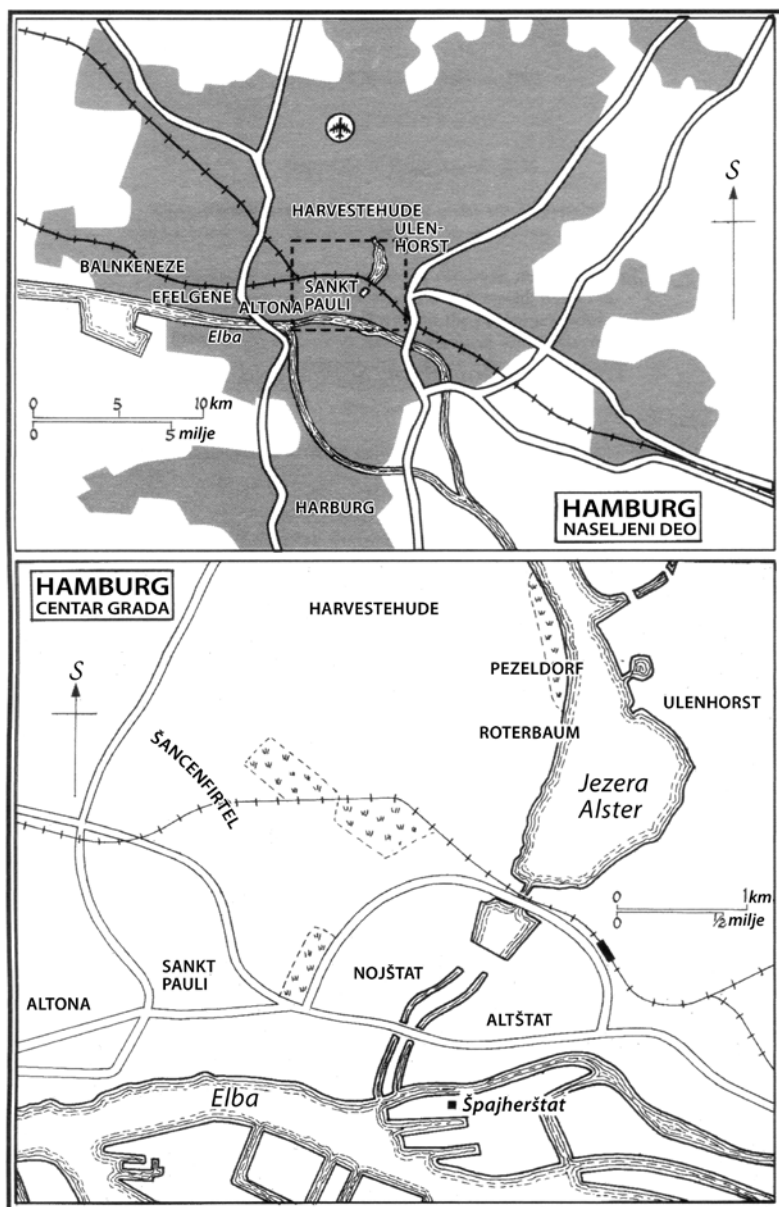 S
HARVESTEHUDE
ULEN-
HORST
BALNKENEZE
SANKT
PAULI
EFELGENE
ALTONA
Elba
0 5 10 km
0 5 milje
HARBURG
HAMBURG
NASELJENI DEO
HAMBURG
CENTAR GRADA
HARVESTEHUDE
S
PEZELDORF
ULENHORST
ROTERBAUM
ŠANCENFIRTEL
Jezera
Alster
0 1 km
0 ½ milje
SANKT
PAULI
NOJŠTAT
ALTONA
ALTŠTAT
Elba
Špajherštat